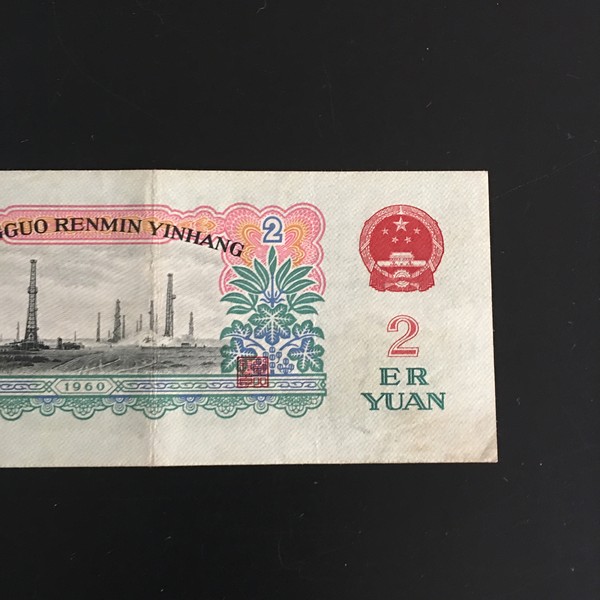 GUO RENMIN YINHANG
2
2
ER
YUAN
1960